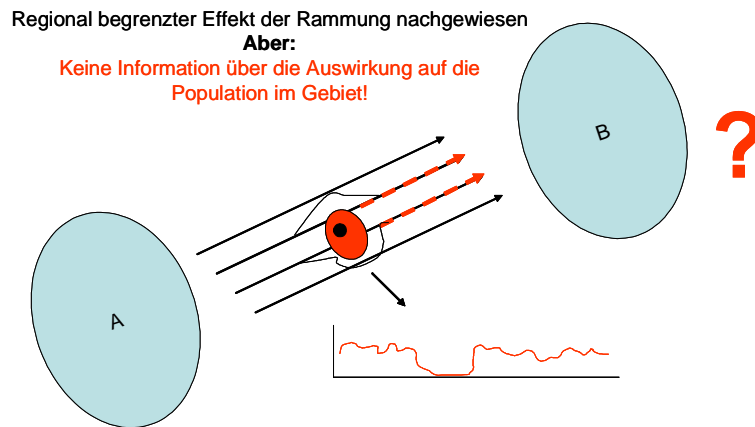 Regional begrenzter Effekt der Rammung nachgewiesen
Aber:
Keine Information über die Auswirkung auf die
Population im Gebiet!
B
?
A